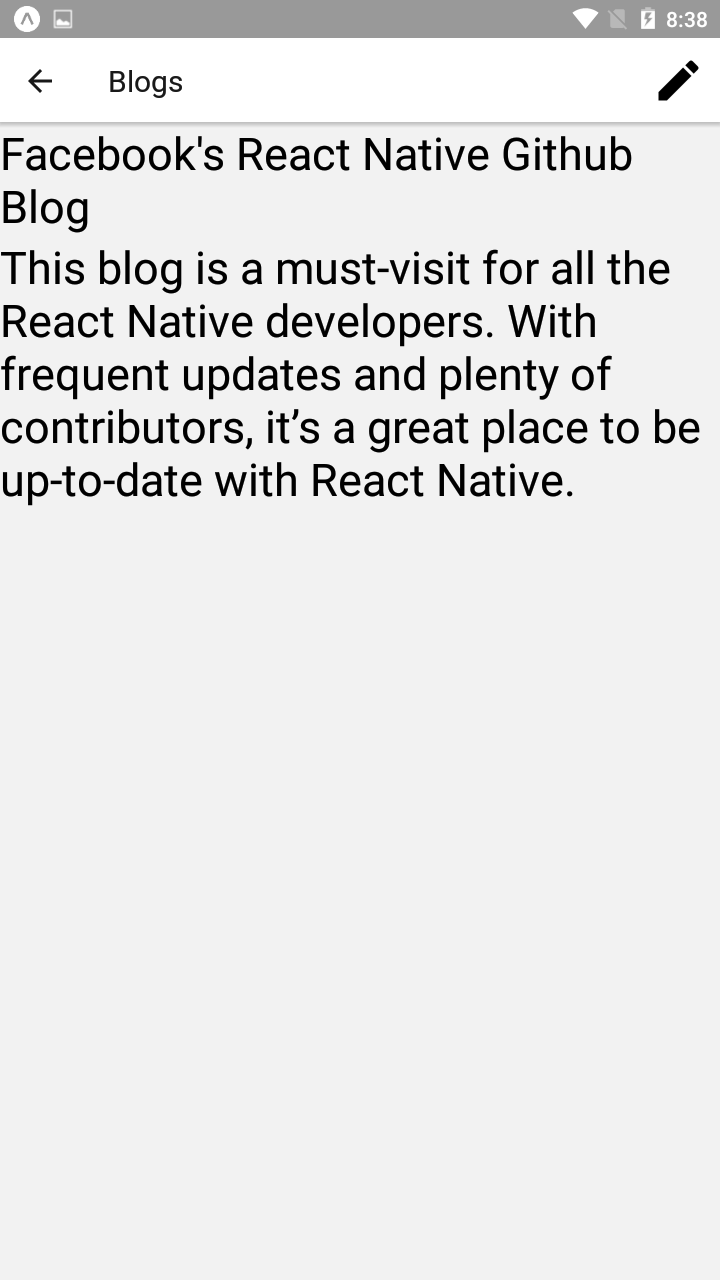 8:38
Blogs
Facebook's React Native Github
Blog
This blog is a must-visit for all the
React Native developers. With
frequent updates and plenty of
contributors, it’s a great place to be
up-to-date with React Native.